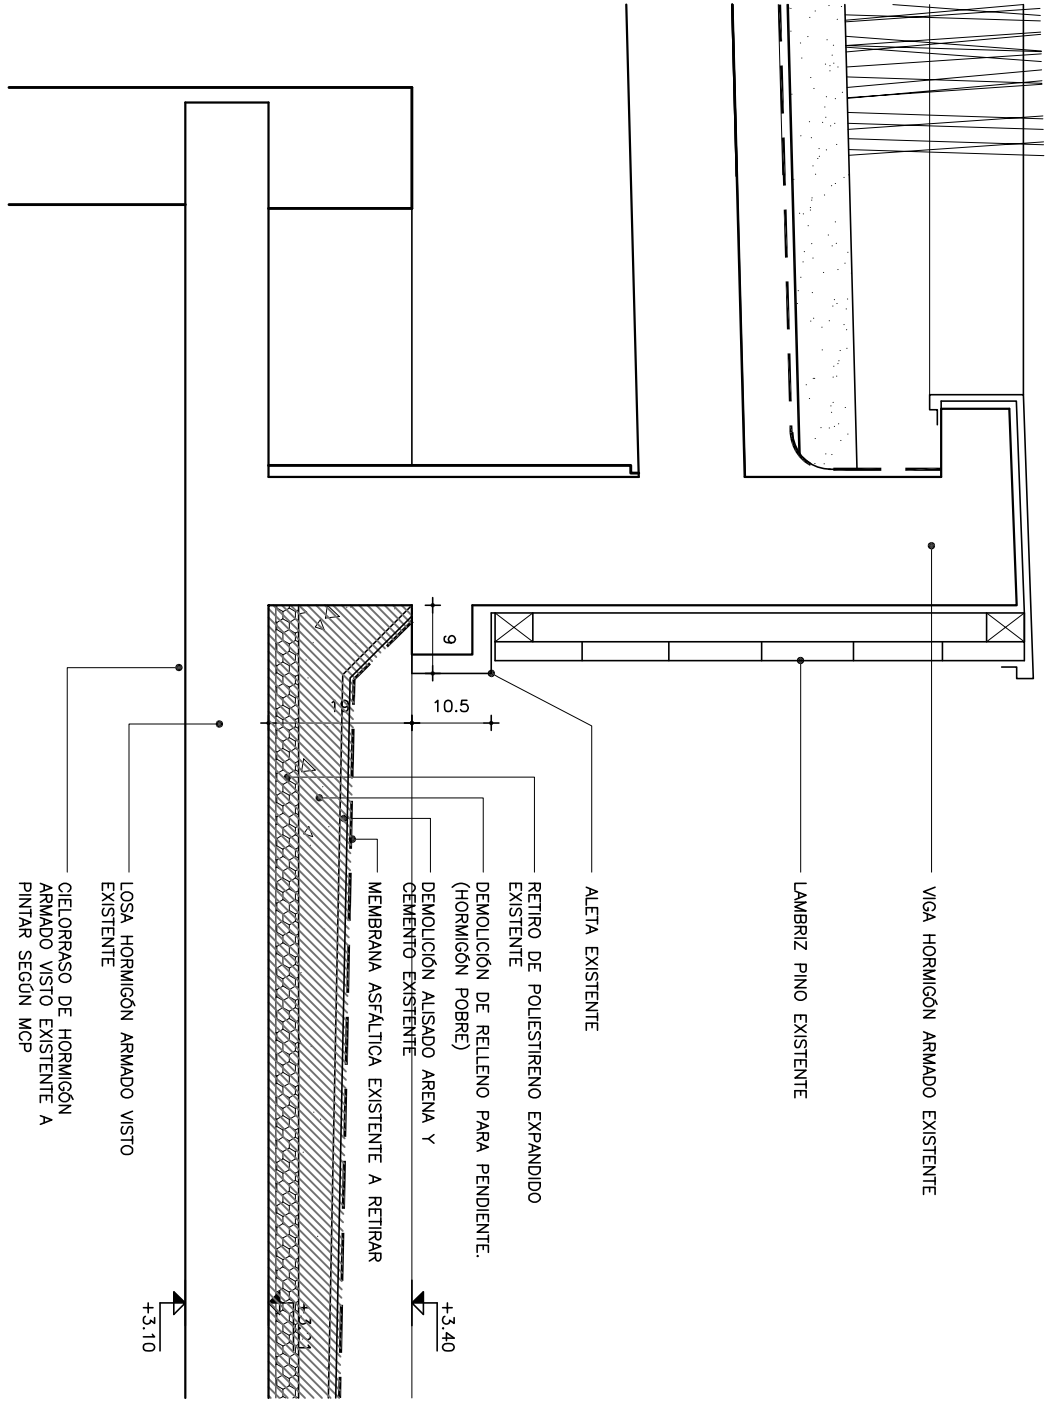 VIGA HORMIGÓN ARMADO EXISTENTE
LAMBRIZ PINO EXISTENTE
ALETA EXISTENTE
RETIRO DE POLIESTIRENO EXPANDIDO
EXISTENTE
DEMOLICIÓN DE RELLENO PARA PENDIENTE.
(HORMIGÓN POBRE)
DEMOLICIÓN ALISADO ARENA Y
CEMENTO EXISTENTE
MEMBRANA ASFÁLTICA EXISTENTE A RETIRAR
LOSA HORMIGÓN ARMADO VISTO
EXISTENTE
CIELORRASO DE HORMIGÓN
ARMADO VISTO EXISTENTE A
PINTAR SEGÚN MCP
9
10.5
19
+3.40
+3.21
+3.10